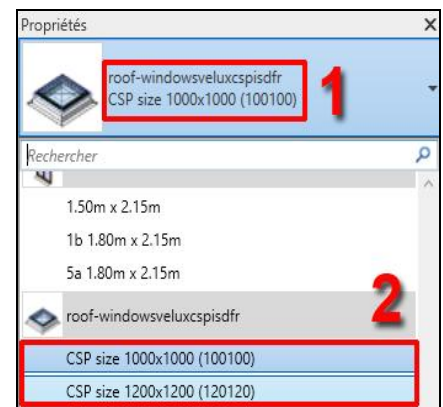 Propriétés X
roof-windowsveluxcspisdfr
CSP size 1000x1000 (100100)
1
Rechercher
1.50m x 2.15m
1b 1.80m x 2.15m
5a 1.80m x 2.15m
roof-windowsveluxcspisdfr
2
CSP size 1000x1000 (100100)
CSP size 1200x1200 (120120)